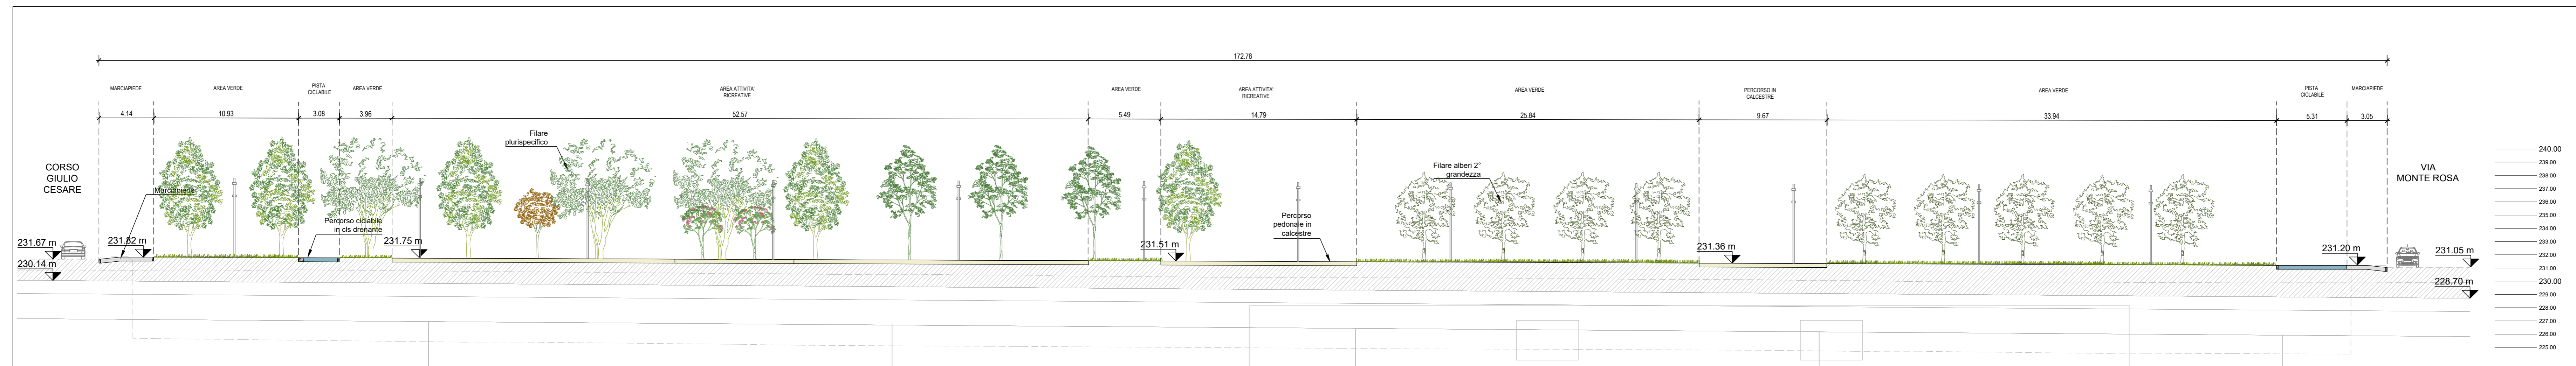 172.78
MARCIAPIEDE
AREA VERDE
PISTA
CICLABILE
AREA VERDE
AREA ATTIVITA'
RICREATIVE
AREA VERDE
AREA ATTIVITA'
RICREATIVE
AREA VERDE
PERCORSO IN
CALCESTRE
AREA VERDE
PISTA
CICLABILE
MARCIAPIEDE
4.14
10.93
3.08
3.96
52.57
5.49
14.79
25.84
9.67
33.94
5.31
3.05
CORSO
GIULIO
CESARE
Marciapiede
Filare
plurispecifico
Percorso ciclabile
in cls drenante
Filare alberi 2°
grandezza
Percorso
pedonale in
calcestre
VIA
MONTE ROSA
231.67 m
230.14 m
231.82 m
231.75 m
231.51 m
231.36 m
231.20 m
231.05 m
228.70 m
240.00
239.00
238.00
237.00
236.00
235.00
234.00
233.00
232.00
231.00
230.00
229.00
228.00
227.00
226.00
225.00